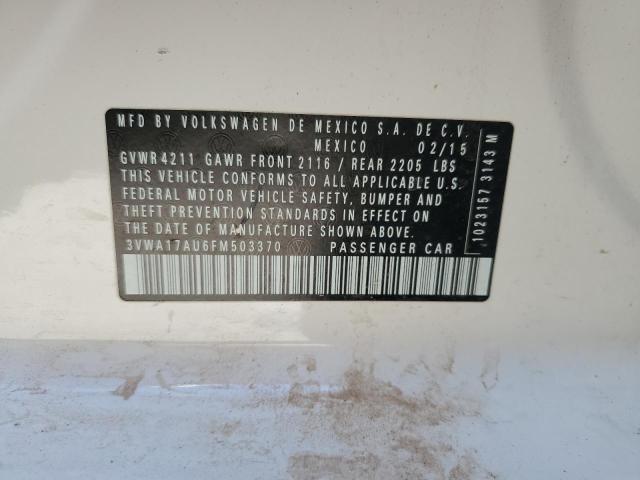 MFD BY VOLKSWAGEN DE MEXICO S.A. DE C.V.
MEXICO 02/15
GVWR 4211 GAWR FRONT 2116 / REAR 2205 LBS
THIS VEHICLE CONFORMS TO ALL APPLICABLE U.S.
FEDERAL MOTOR VEHICLE SAFETY, BUMPER AND
THEFT PREVENTION STANDARDS IN EFFECT ON
THE DATE OF MANUFACTURE SHOWN ABOVE
3VWA17AU6FM503370 PASSENGER CAR
1023157 3143 M